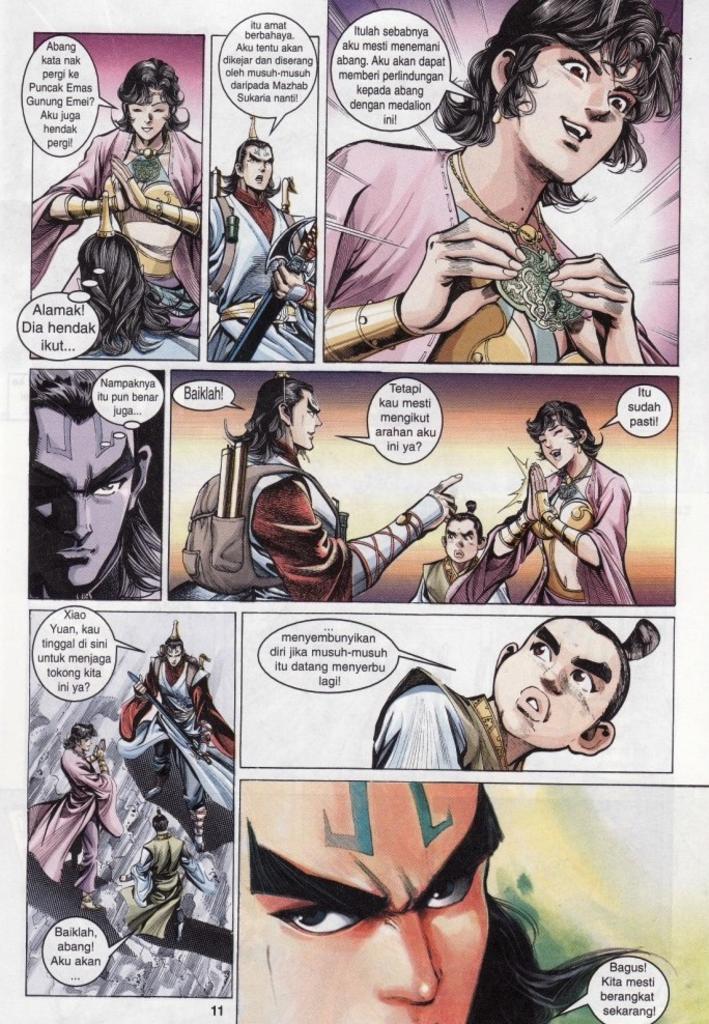 Abang
kata nak
pergi ke
Puncak Emas
Gunung Emei?
Aku juga
hendak
pergi!
Alamak!
Dia hendak
ikut...
itu amat
berbahaya.
Aku tentu akan
dikejar dan diserang
oleh musuh-musuh
daripada Mazhab
Sukaria nanti!
Itulah sebabnya
aku mesti menemani
abang. Aku akan dapat
memberi perlindungan
kepada abang
dengan medalion
ini!
Nampaknya
itu pun benar
juga...
Baiklah!
Tetapi
kau mesti
mengikut
arahan aku
ini ya?
Itu
sudah
pasti!
Xiao
Yuan, kau
tinggal di sini
untuk menjaga
tokong kita
ini ya?
Baiklah,
abang!
Aku akan
...
...
menyembunyikan
diri jika musuh-musuh
itu datang menyerbu
lagi!
Bagus!
Kita mesti
berangkat
sekarang!
11